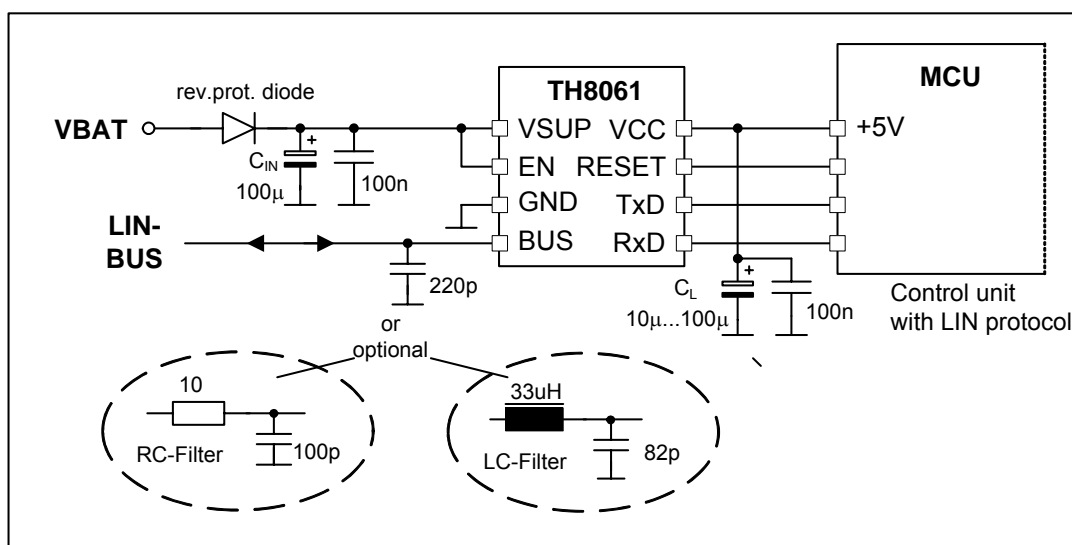 MCU
TH8061
rev.prot. diode
VBAT
VSUP
VCC
+5V
+
C_IN
100µ
100n
EN
RESET
GND
TxD
LIN-
BUS
BUS
RxD
220p
+
C_L
10µ...100µ
100n
Control unit
with LIN protocol
or
optional
10
100p
RC-Filter
33uH
82p
LC-Filter